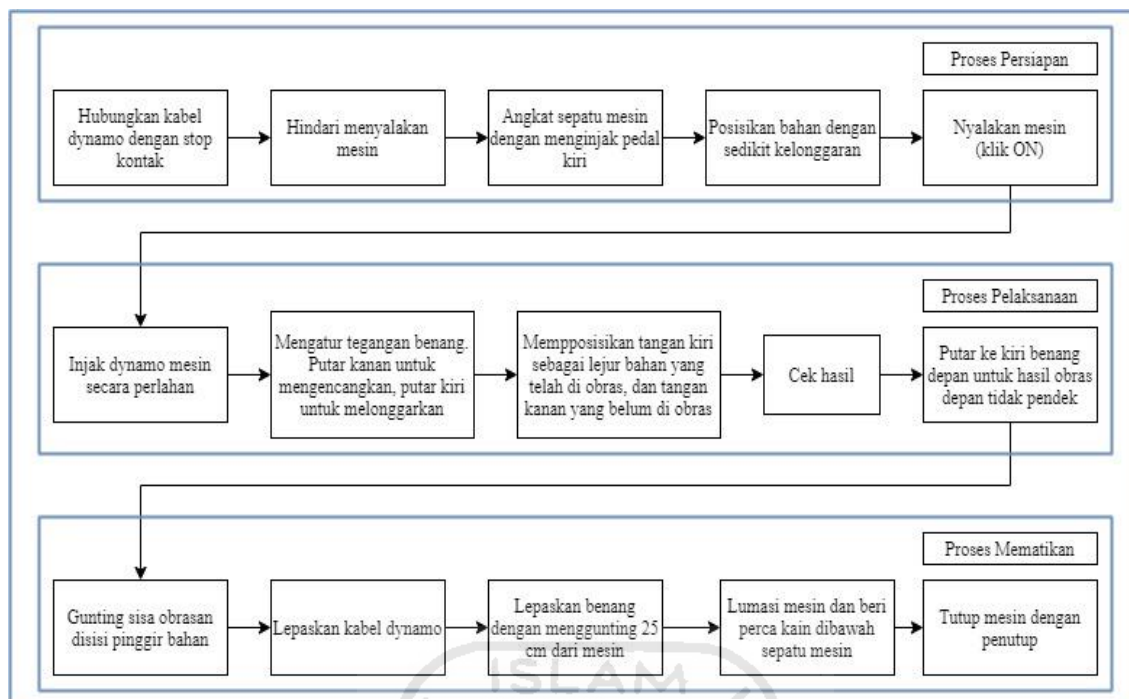 Proses Persiapan
Hubungkan kabel
dynamo dengan stop
kontak
Hindari menyalakan
mesin
Angkat sepatu mesin
dengan menginjak pedal
kiri
Posisikan bahan dengan
sedikit kelonggaran
Nyalakan mesin
(klik ON)
Proses Pelaksanaan
Injak dynamo mesin
secara perlahan
Mengatur tegangan benang.
Putar kanan untuk
mengencangkan, putar kiri
untuk melonggarkan
Mempposisikan tangan kiri
sebagai lejur bahan yang
telah di obras, dan tangan
kanan yang belum di obras
Cek hasil
Putar ke kiri benang
depan untuk hasil obras
depan tidak pendek
Proses Mematikan
Gunting sisa obrasan
disisi pinggir bahan
Lepaskan kabel dynamo
Lepaskan benang
dengan menggunting 25
cm dari mesin
Lumasi mesin dan beri
perca kain dibawah
sepatu mesin
Tutup mesin dengan
penutup
ISLAM